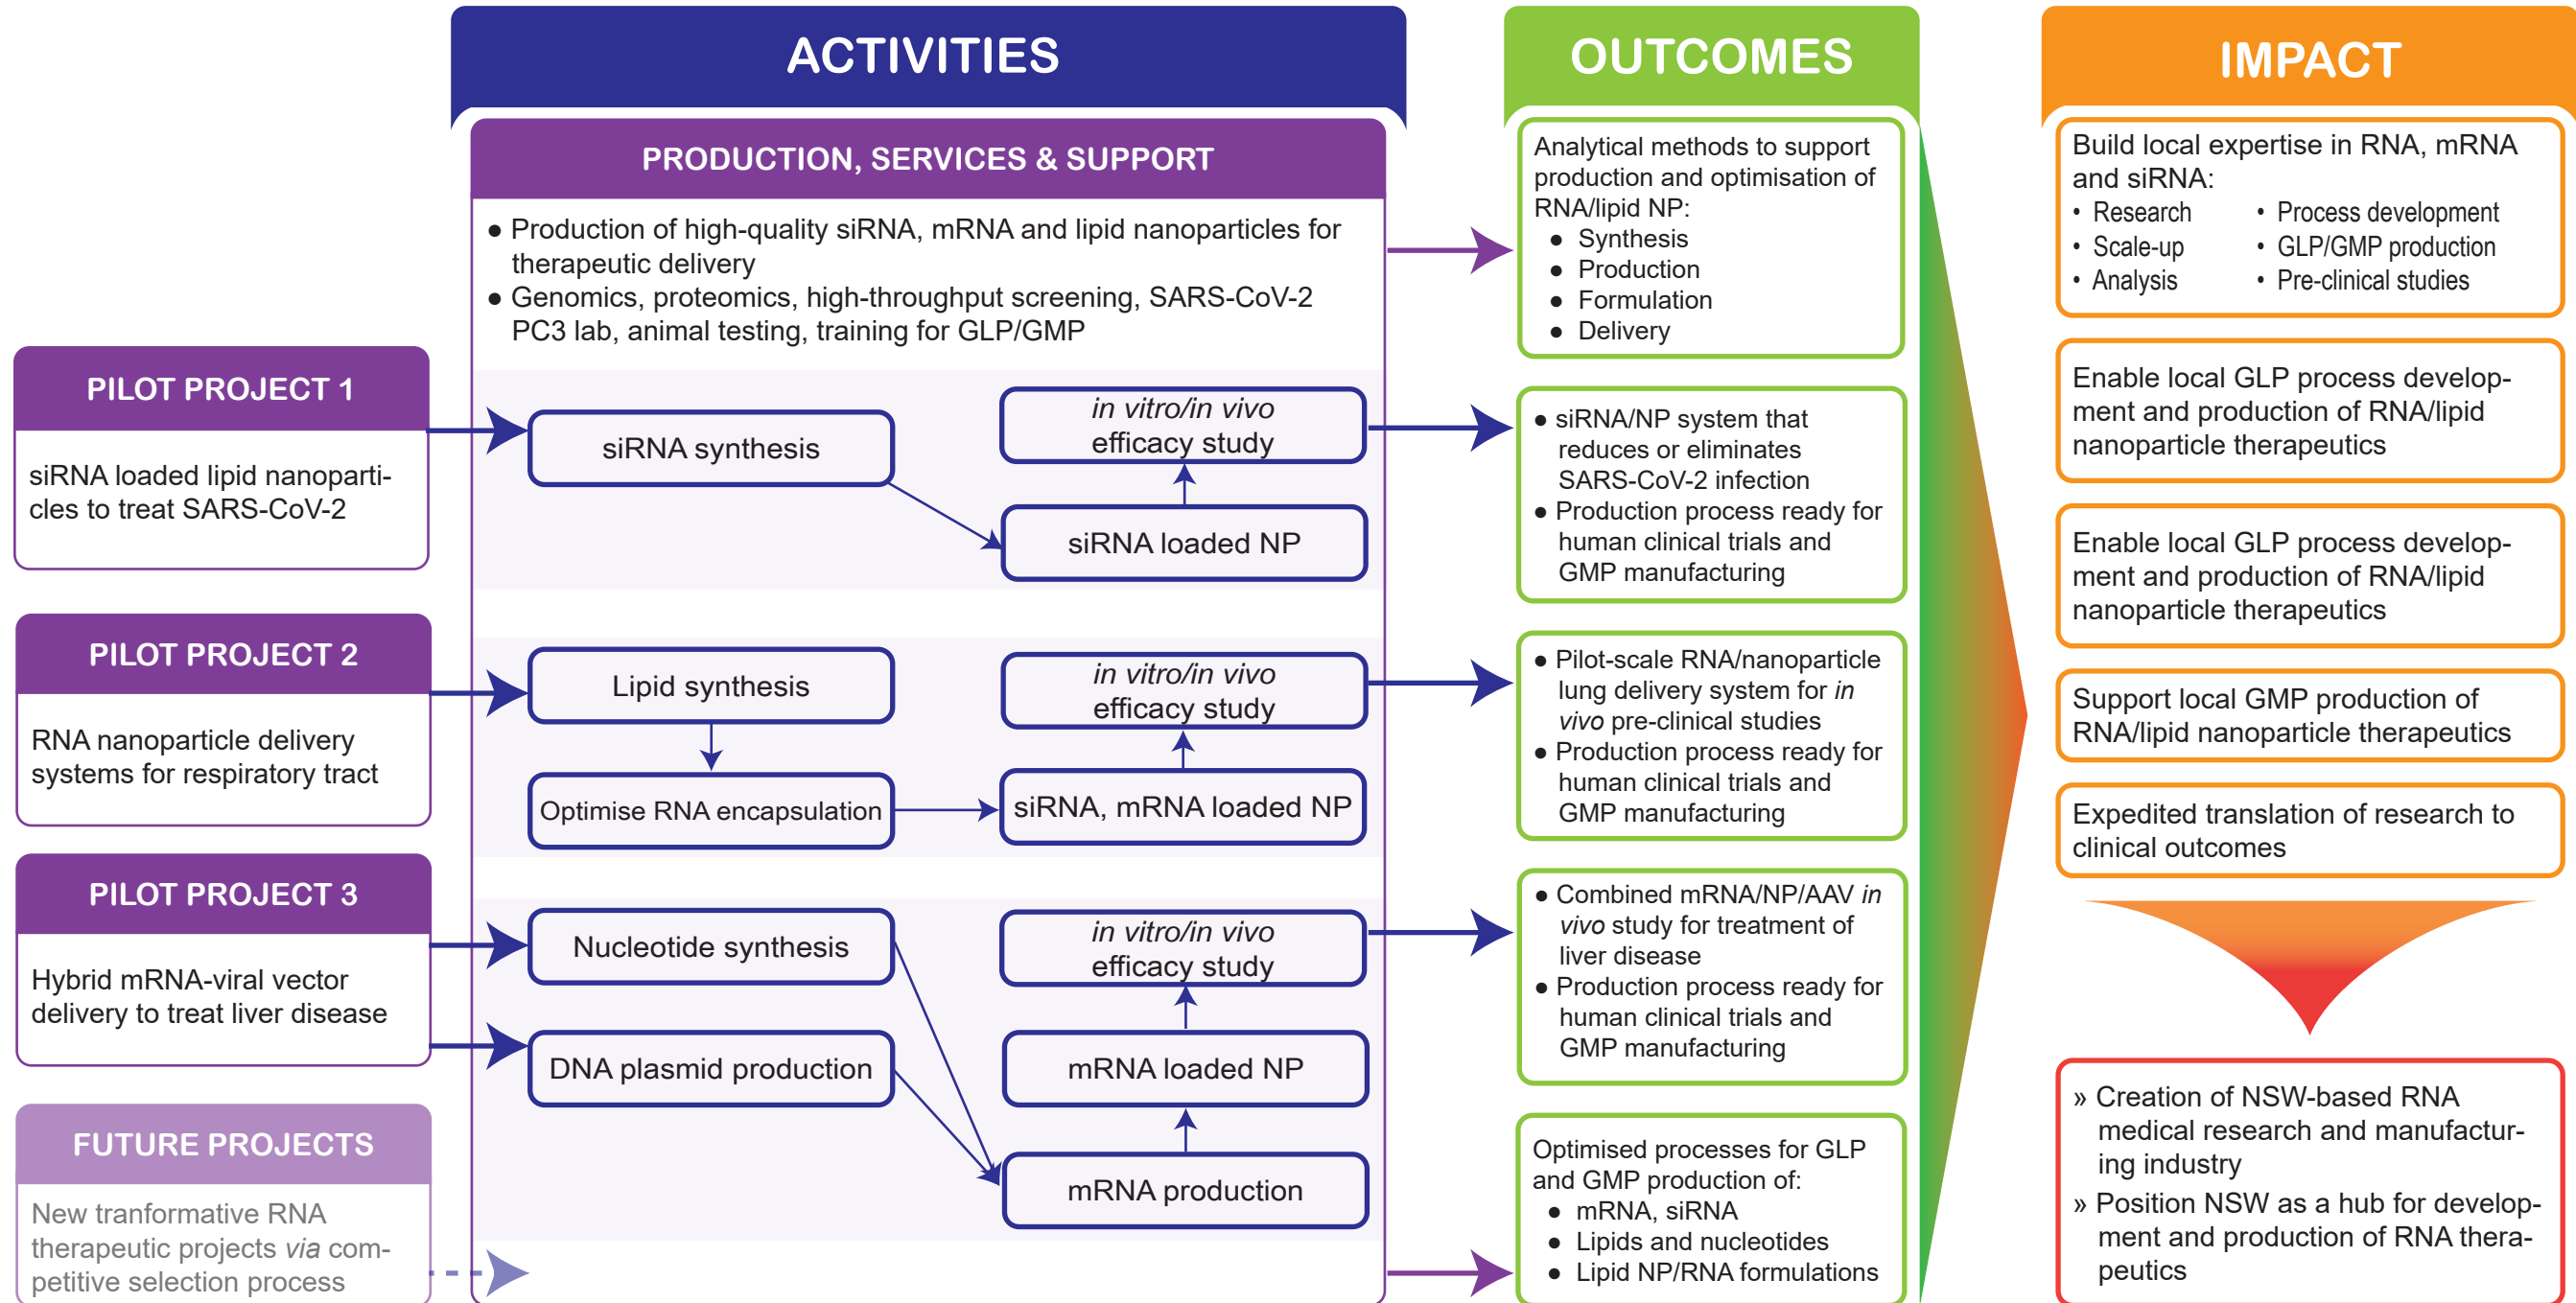 ACTIVITIES
PRODUCTION, SERVICES & SUPPORT
● Production of high-quality siRNA, mRNA and lipid nanoparticles for
therapeutic delivery
● Genomics, proteomics, high-throughput screening, SARS-CoV-2
PC3 lab, animal testing, training for GLP/GMP
PILOT PROJECT 1
siRNA loaded lipid nanoparti-
cles to treat SARS-CoV-2
siRNA synthesis
in vitro/in vivo
efficacy study
siRNA loaded NP
PILOT PROJECT 2
RNA nanoparticle delivery
systems for respiratory tract
Lipid synthesis
Optimise RNA encapsulation
in vitro/in vivo
efficacy study
siRNA, mRNA loaded NP
PILOT PROJECT 3
Hybrid mRNA-viral vector
delivery to treat liver disease
Nucleotide synthesis
DNA plasmid production
in vitro/in vivo
efficacy study
mRNA loaded NP
mRNA production
FUTURE PROJECTS
New tranformative RNA
therapeutic projects via com-
petitive selection process
OUTCOMES
Analytical methods to support
production and optimisation of
RNA/lipid NP:
● Synthesis
● Production
● Formulation
● Delivery
● siRNA/NP system that
reduces or eliminates
SARS-CoV-2 infection
● Production process ready for
human clinical trials and
GMP manufacturing
● Pilot-scale RNA/nanoparticle
lung delivery system for in
vivo pre-clinical studies
● Production process ready for
human clinical trials and
GMP manufacturing
● Combined mRNA/NP/AAV in
vivo study for treatment of
liver disease
● Production process ready for
human clinical trials and
GMP manufacturing
Optimised processes for GLP
and GMP production of:
● mRNA, siRNA
● Lipids and nucleotides
● Lipid NP/RNA formulations
IMPACT
Build local expertise in RNA, mRNA
and siRNA:
• Research • Process development
• Scale-up • GLP/GMP production
• Analysis • Pre-clinical studies
Enable local GLP process develop-
ment and production of RNA/lipid
nanoparticle therapeutics
Enable local GLP process develop-
ment and production of RNA/lipid
nanoparticle therapeutics
Support local GMP production of
RNA/lipid nanoparticle therapeutics
Expedited translation of research to
clinical outcomes
» Creation of NSW-based RNA
medical research and manufactur-
ing industry
» Position NSW as a hub for develop-
ment and production of RNA thera-
peutics